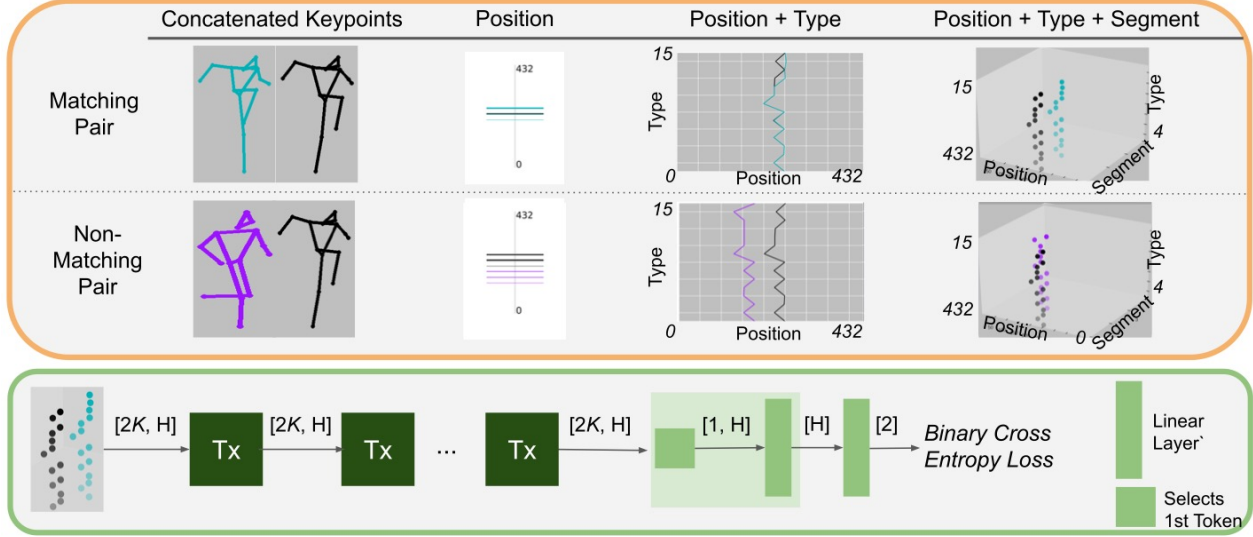 Concatenated Keypoints
Position
Position + Type
Position + Type + Segment
Matching
Pair
432
0
15
Type
0
Position
432
15
432
Position
Segment
4
Type
Non-
Matching
Pair
432
0
15
Type
0
Position
432
15
432
Position
0
Segment
4
Type
[2K, H]
Tx
[2K, H]
Tx
...
Tx
[2K, H]
[1, H]
[H]
[2]
Binary Cross
Entropy Loss
Linear
Layer`
Selects
1st Token